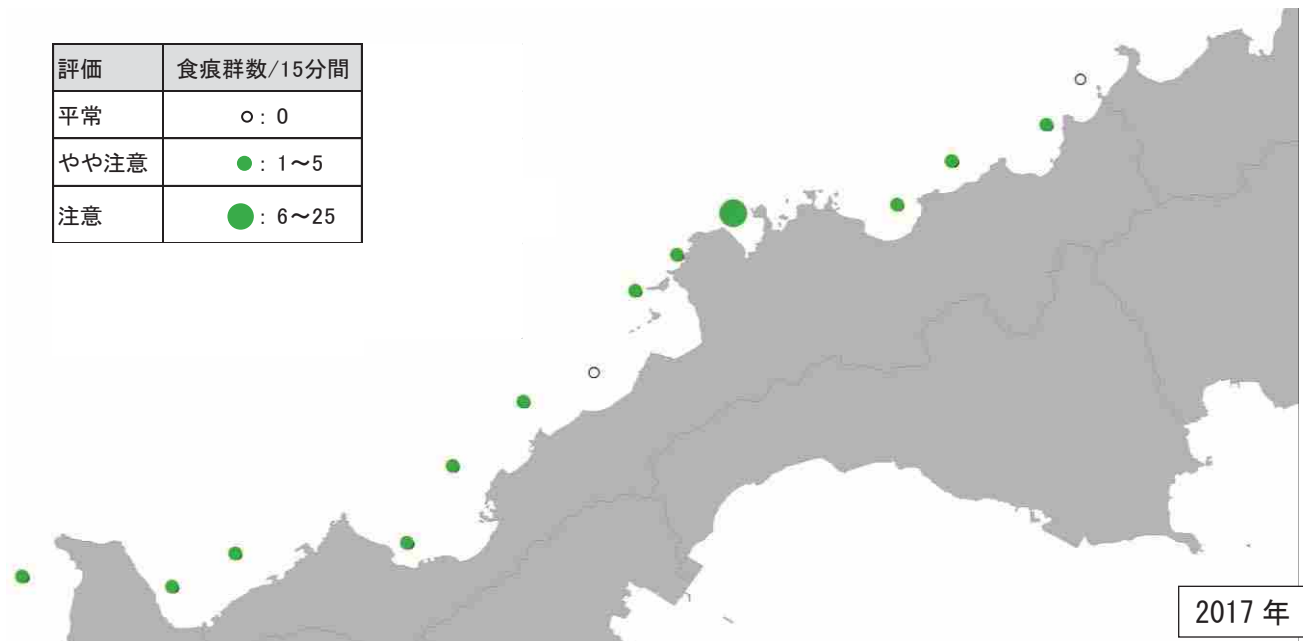 評価 食痕群数/15分間
平常 : 0
やや注意 : 1～5
注意 : 6～25
2017 年